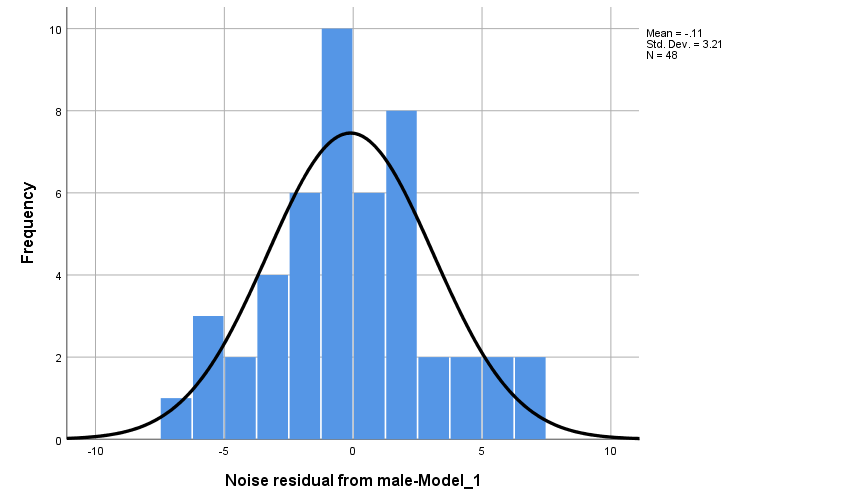 Mean = -.11
Std. Dev. = 3.21
N = 48
Frequency
10
8
6
4
2
0
-10 -5 0 5 10
Noise residual from male-Model_1